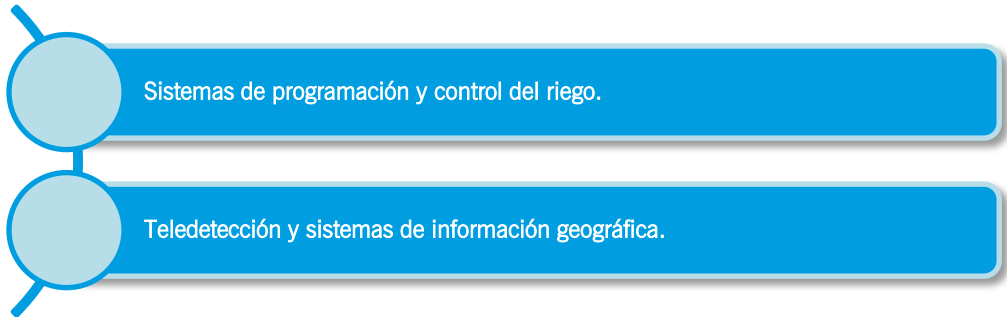 Sistemas de programación y control del riego.
Teledetección y sistemas de información geográfica.